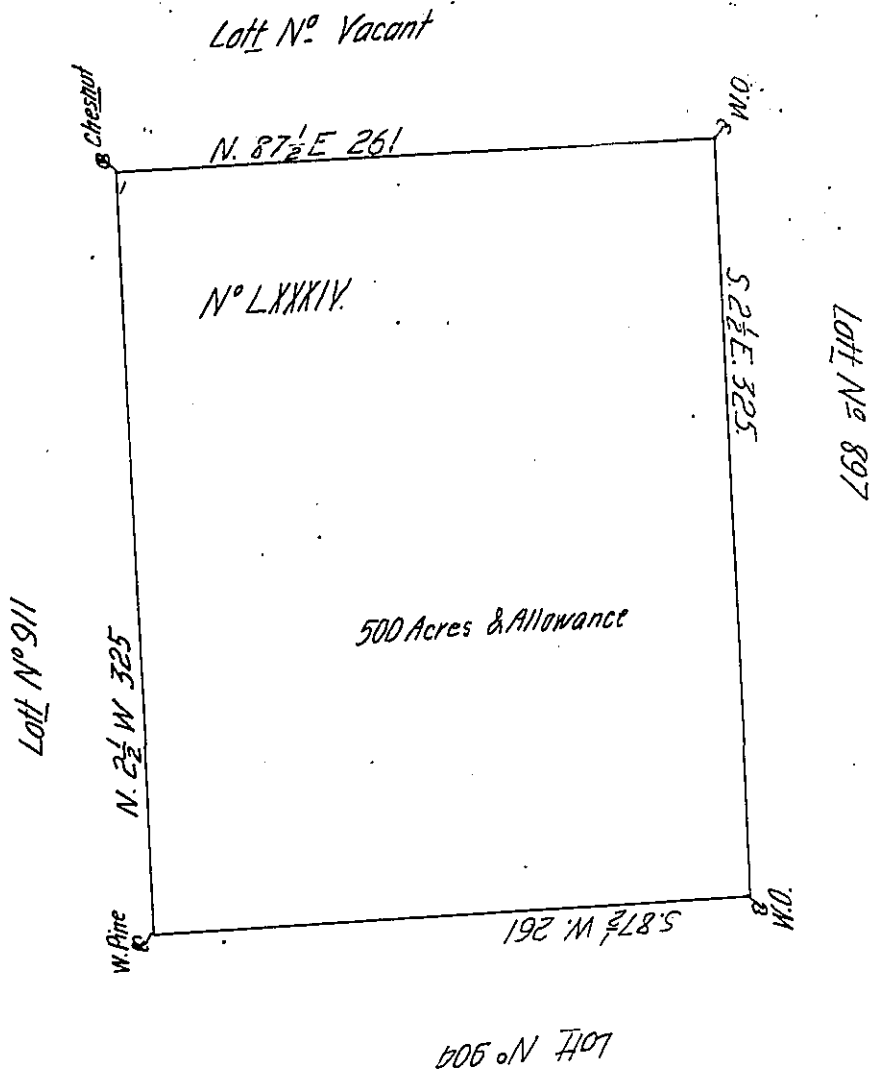 Lott Nº Vacant
Chesnut
O.M
N. 87½ E 261
Nº LXXXIV.
S. 2½ E. 325.
Lott Nº 897
500 Acres & Allowance
Lott Nº 911
N. 2½ W 325
W. Pine
S. 87½ W. 261
O.M.
Lott Nº 904